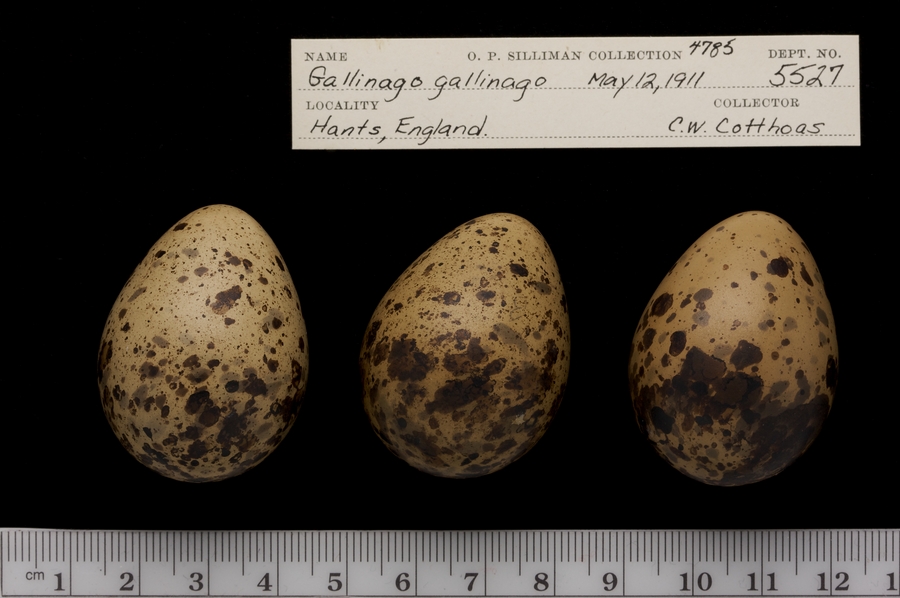 NAME O. P. SILLIMAN COLLECTION 4785 DEPT. NO.
Gallinago gallinago May 12, 1911 5527
LOCALITY COLLECTOR
Hants, England. C.W. Cotthoas
cm 1 2 3 4 5 6 7 8 9 10 11 12 1